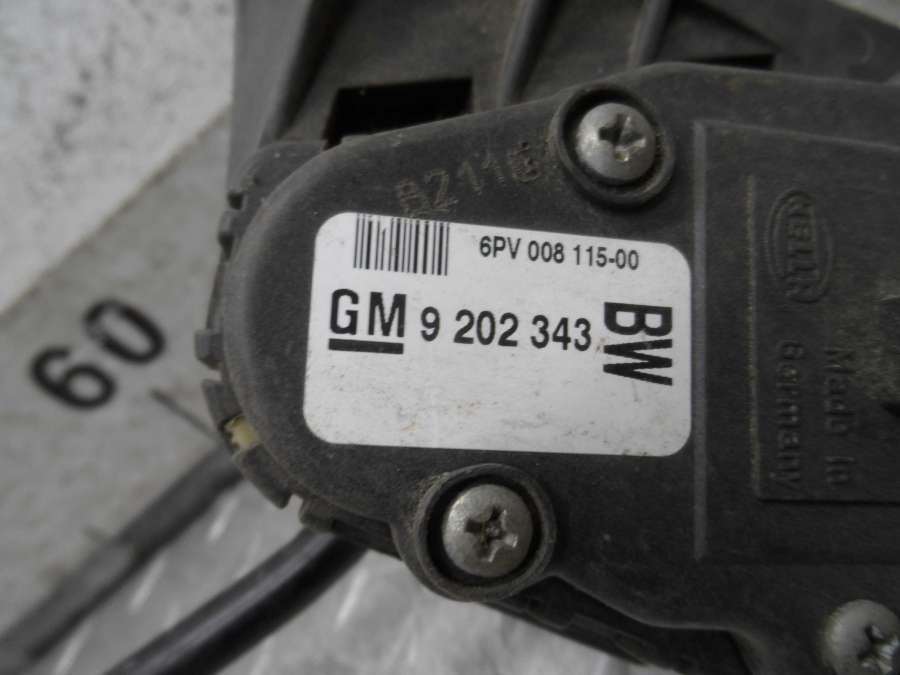 6PV 008 115-00
GM 9 202 343
BW
HELLA
Made in
Germany
60